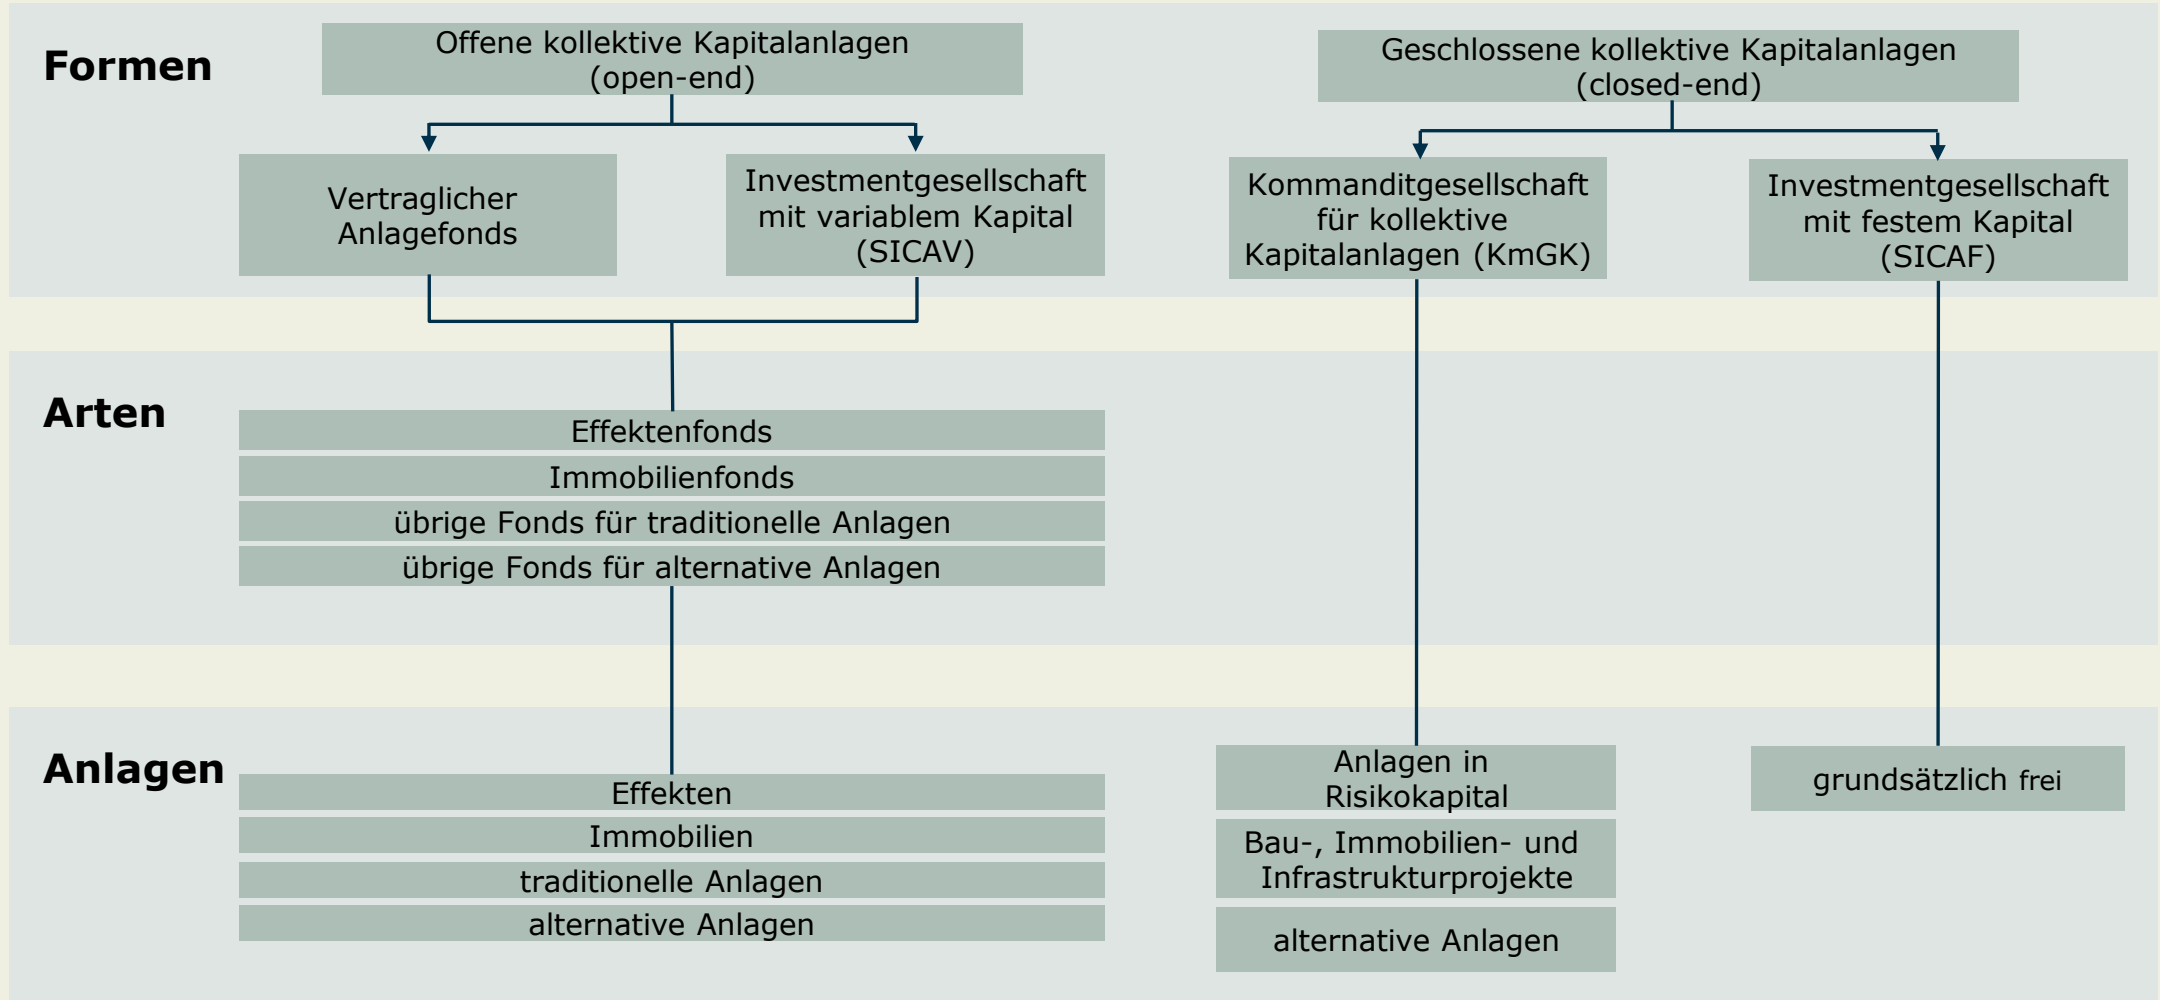 Formen
Offene kollektive Kapitalanlagen
(open-end)
Geschlossene kollektive Kapitalanlagen
(closed-end)
Vertraglicher
Anlagefonds
Investmentgesellschaft
mit variablem Kapital
(SICAV)
Kommanditgesellschaft
für kollektive
Kapitalanlagen (KmGK)
Investmentgesellschaft
mit festem Kapital
(SICAF)
Arten
Effektenfonds
Immobilienfonds
übrige Fonds für traditionelle Anlagen
übrige Fonds für alternative Anlagen
Anlagen
Effekten
Immobilien
traditionelle Anlagen
alternative Anlagen
Anlagen in
Risikokapital
Bau-, Immobilien- und
Infrastrukturprojekte
alternative Anlagen
grundsätzlich frei